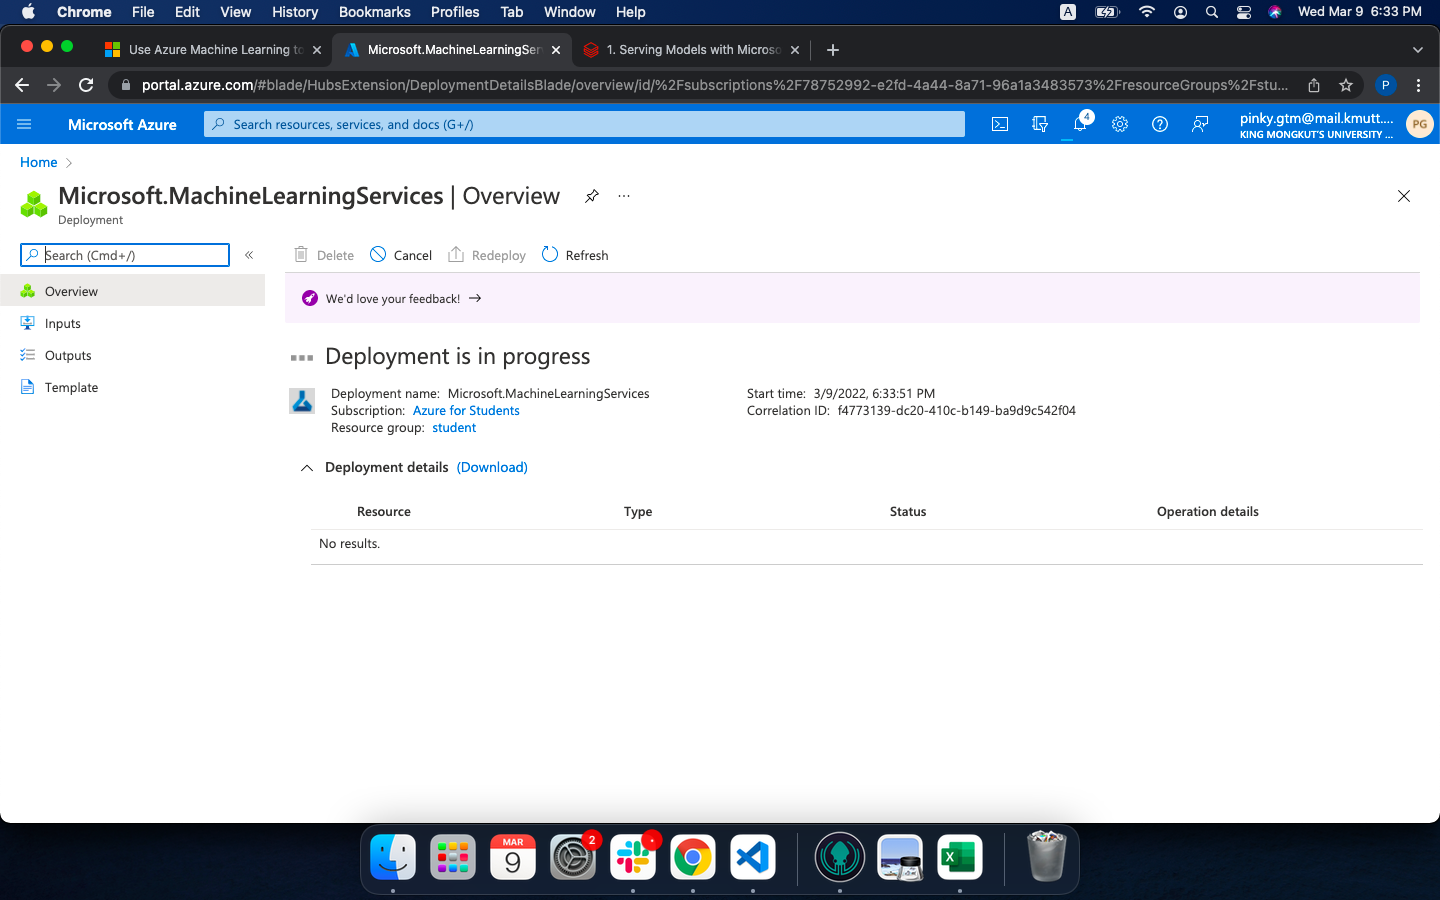 Chrome File Edit View History Bookmarks Profiles Tab Window Help A Wed Mar 9 6:33 PM
Use Azure Machine Learning to Microsoft.MachineLearningSer 1. Serving Models with Microso
portal.azure.com/#blade/HubsExtension/DeploymentDetailsBlade/overview/id/%2Fsubscriptions%2F78752992-e2fd-4a44-8a71-96a1a3483573%2FresourceGroups%2Fstu... P
Microsoft Azure Search resources, services, and docs (G+/) 4 pinky.gtm@mail.kmutt.... PG
KING MONGKUT'S UNIVERSITY ...
Home
Microsoft.MachineLearningServices | Overview ...
Deployment
Search (Cmd+/) « Delete Cancel Redeploy Refresh
Overview
We'd love your feedback! →
Inputs
Outputs
Template
Deployment is in progress
Deployment name: Microsoft.MachineLearningServices Start time: 3/9/2022, 6:33:51 PM
Subscription: Azure for Students Correlation ID: f4773139-dc20-410c-b149-ba9d9c542f04
Resource group: student
Deployment details (Download)
Resource Type Status Operation details
No results.
MAR
9
2